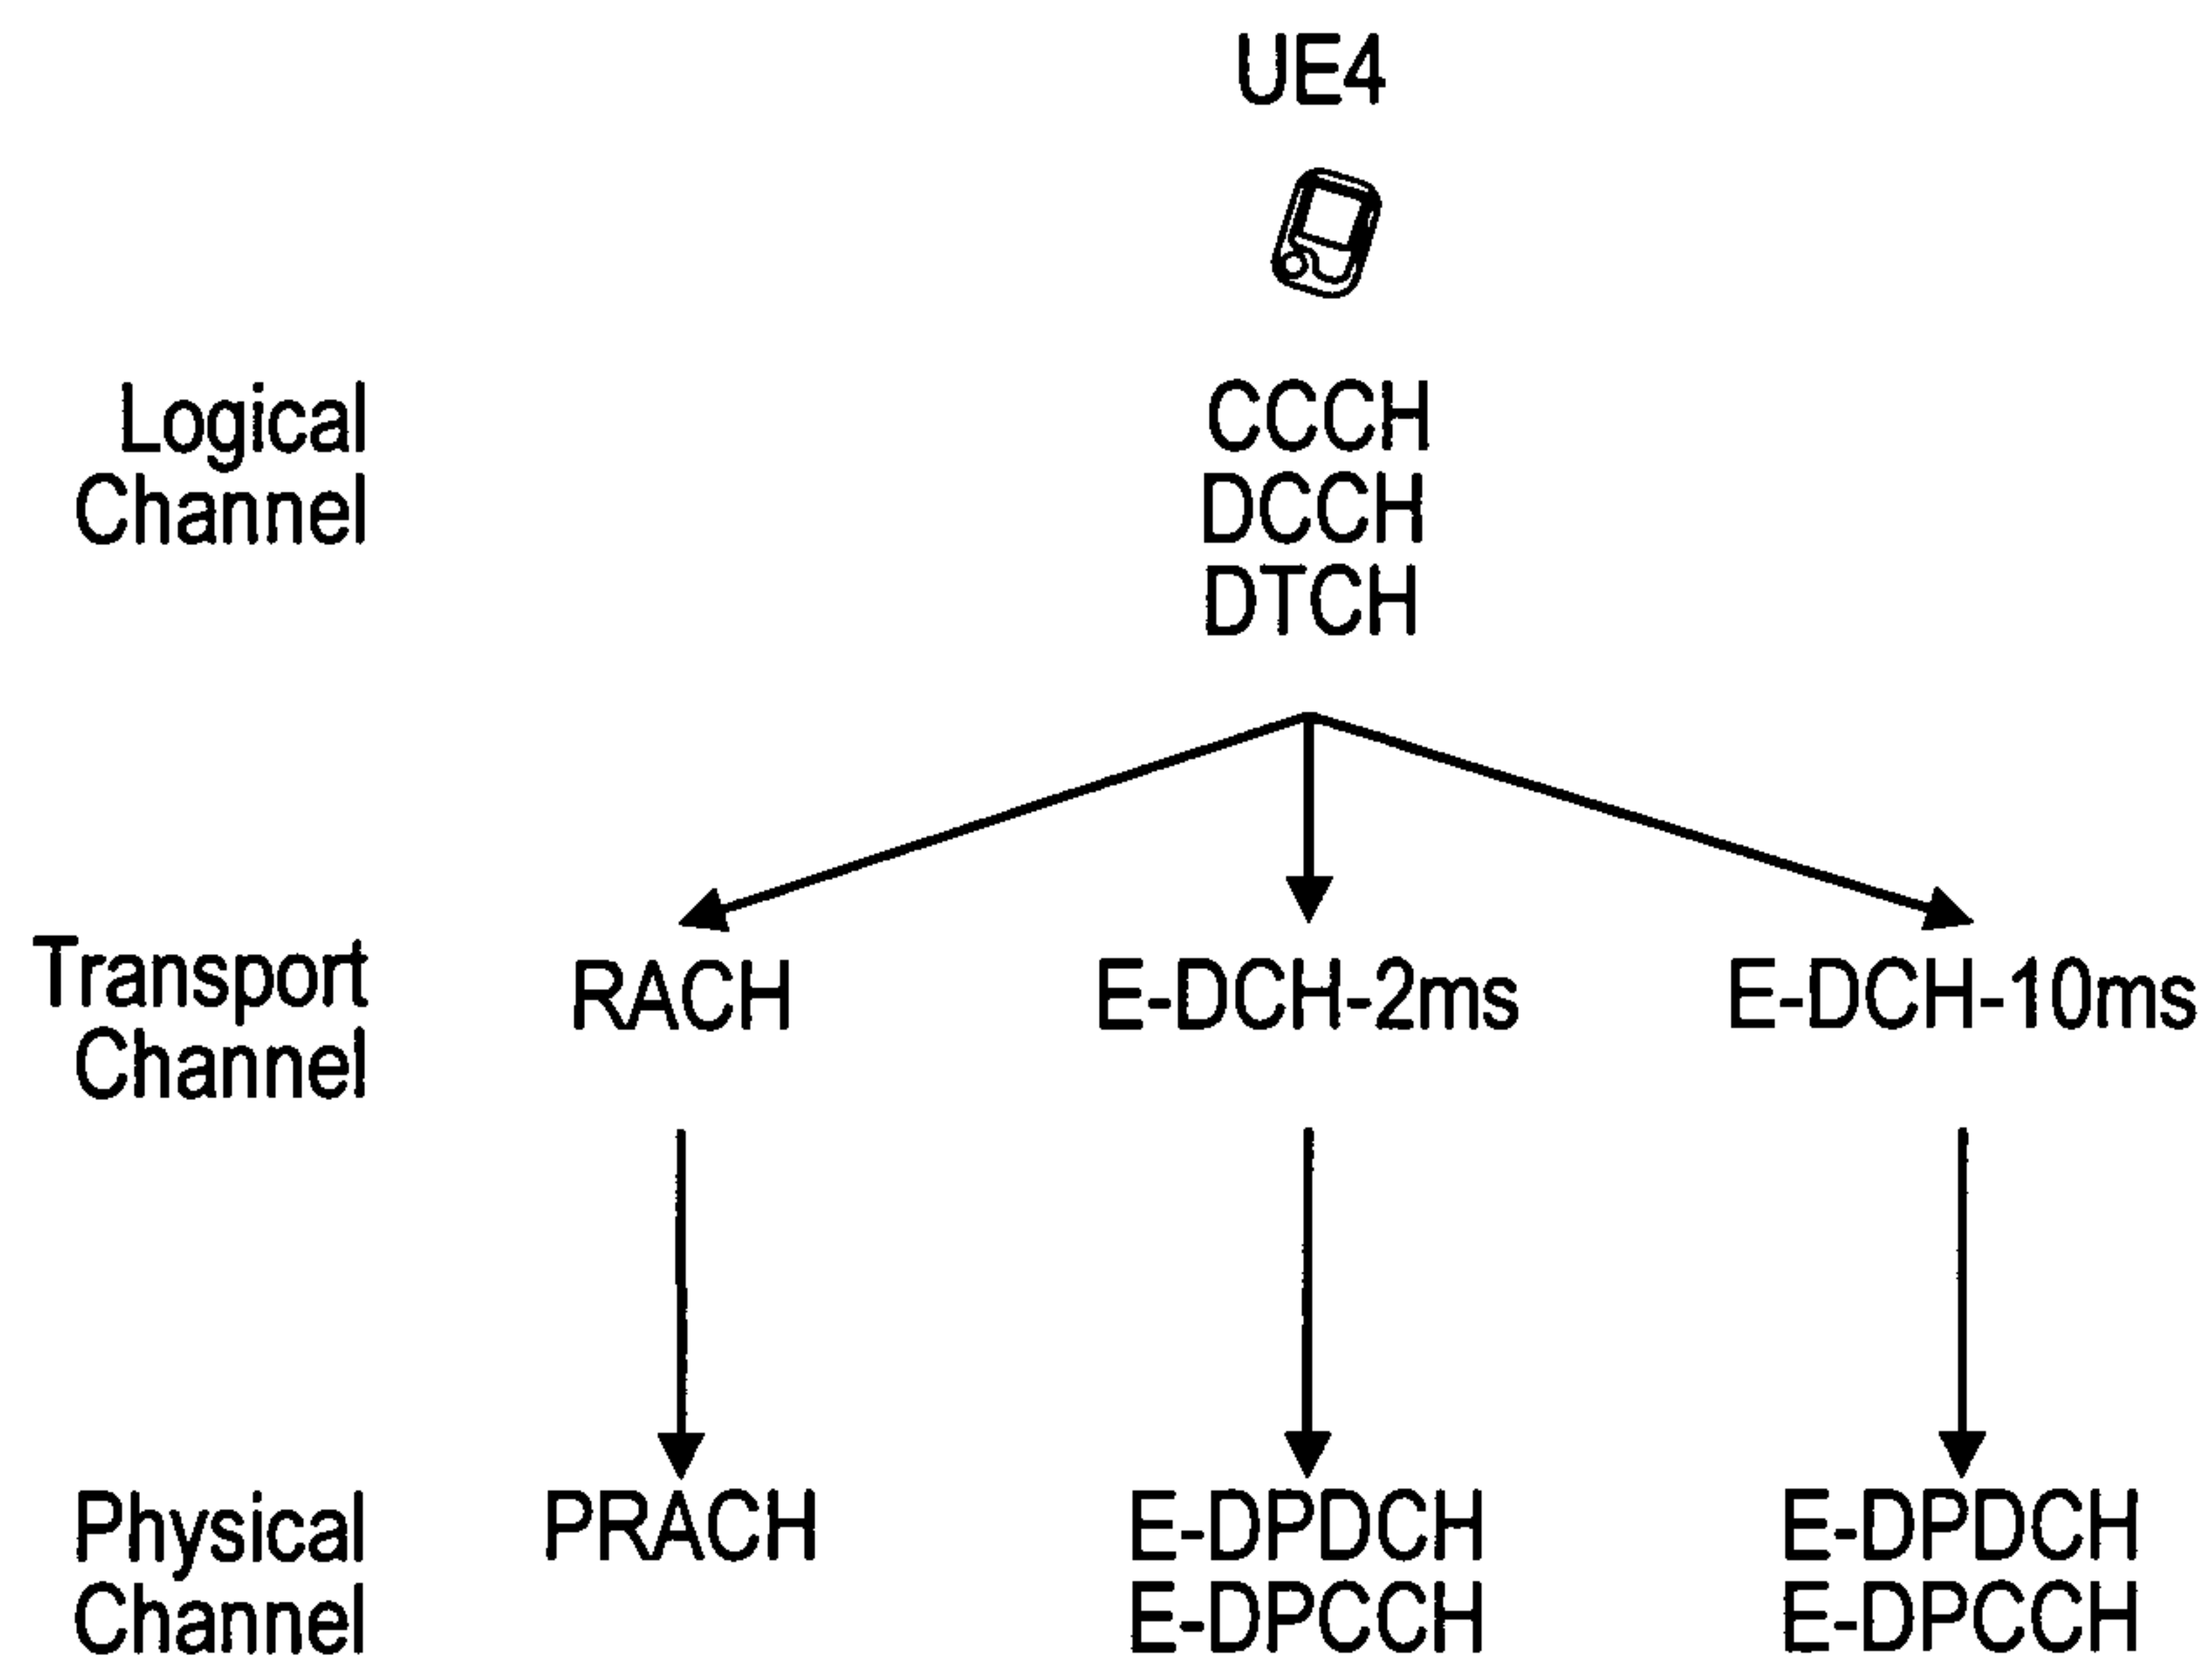 UE4
Logical
Channel
CCCH
DCCH
DTCH
Transport
Channel
RACH
E-DCH-2ms
E-DCH-10ms
Physical
Channel
PRACH
E-DPDCH
E-DPCCH
E-DPDCH
E-DPCCH